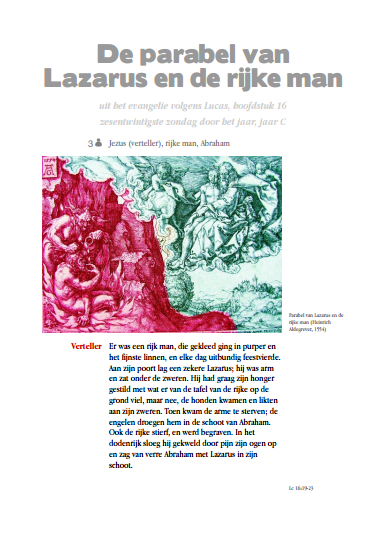 De parabel van
Lazarus en de rijke man
uit het evangelie volgens Lucas, hoofdstuk 16
zesentwintigste zondag door het jaar, jaar C
3 Jezus (verteller), rijke man, Abraham
Parabel van Lazarus en de
rijke man (Heinrich
Aldegrever, 1554)
Verteller Er was een rijk man, die gekleed ging in purper en
het fijnste linnen, en elke dag uitbundig feestvierde.
Aan zijn poort lag een zekere Lazarus; hij was arm
en zat onder de zweren. Hij had graag zijn honger
gestild met wat er van de tafel van de rijke op de
grond viel, maar nee, de honden kwamen en likten
aan zijn zweren. Toen kwam de arme te sterven; de
engelen droegen hem in de schoot van Abraham.
Ook de rijke stierf, en werd begraven. In het
dodenrijk sloeg hij gekweld door pijn zijn ogen op
en zag van verre Abraham met Lazarus in zijn
schoot.
Lc 16:19-23